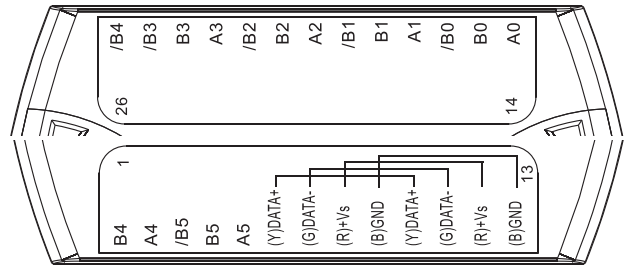 /B4 /B3 B3 A3 /B2 B2 A2 /B1 B1 A1 /B0 B0 A0
26 14
1 13
B4 A4 /B5 B5 A5 (Y)DATA+ (G)DATA- (R)+Vs (B)GND (Y)DATA+ (G)DATA- (R)+Vs (B)GND